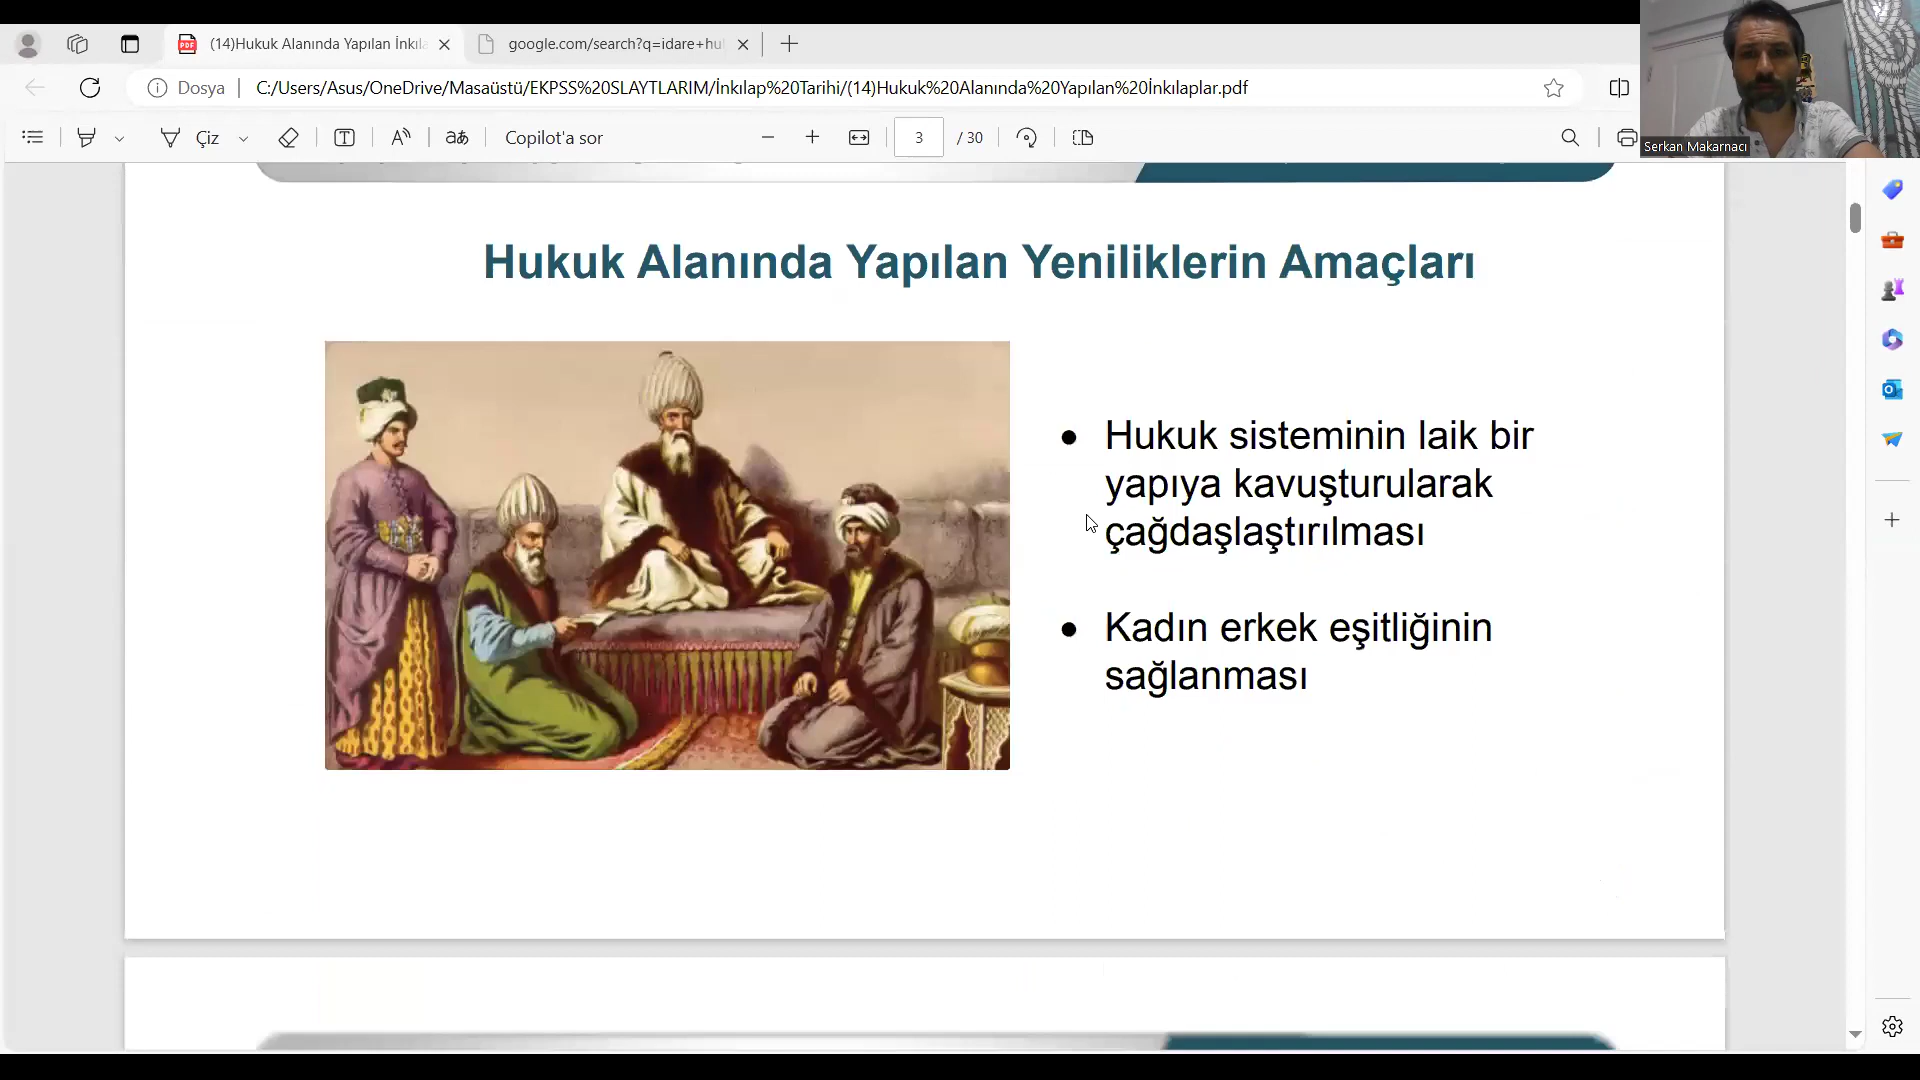 (14)Hukuk Alanında Yapılan İnkıla
google.com/search?q=idare+hu
Dosya
C:/Users/Asus/OneDrive/Masaüstü/EKPSS%20SLAYTLARIM/İnkılap%20Tarihi/(14)Hukuk%20Alanında%20Yapılan%20İnkılaplar.pdf
Çiz
Copilot'a sor
3 / 30
Serkan Makarnacı
Hukuk Alanında Yapılan Yeniliklerin Amaçları
• Hukuk sisteminin laik bir
yapıya kavuşturularak
çağdaşlaştırılması
• Kadın erkek eşitliğinin
sağlanması